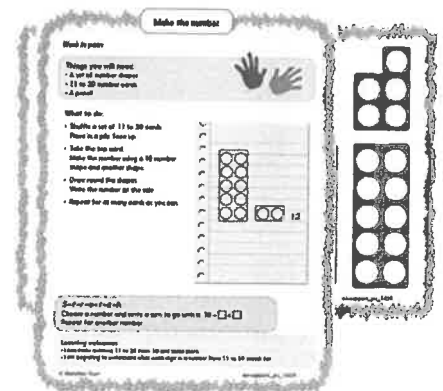 Make the number
Work in pairs
Things you will need
• A set of number shapes
• 11 to 20 number cards
• A pencil
What to do
• Shuffle a set of 11 to 20 cards
Place in a pile face up
• Take the top card
Make the number using a 10 number
shape and another shape
• Draw round the shapes
Write the number at the side
• Repeat for as many cards as you can
12
Choose a number and write a sum to go with it. 10 + □ = □
Repeat for another number
Learning outcomes